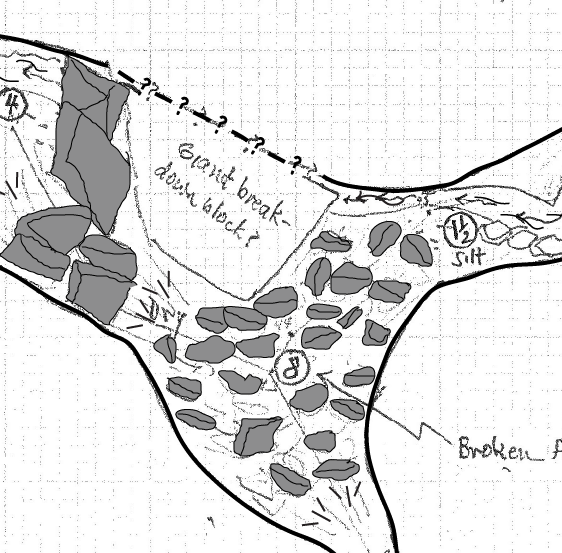 ? ? ? ? ?
4
Giant break-
down block?
1½
silt
8
Broken